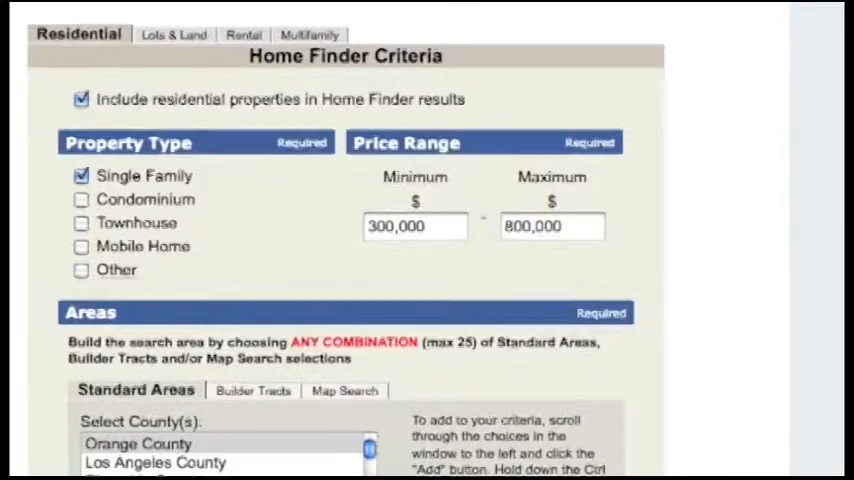 Residential Lots & Land Rental Multifamily
Home Finder Criteria
Include residential properties in Home Finder results
Property Type Required Price Range Required
Single Family Minimum Maximum
Condominium $ $
Townhouse 300,000 - 800,000
Mobile Home
Other
Areas Required
Build the search area by choosing ANY COMBINATION (max 25) of Standard Areas,
Builder Tracts and/or Map Search selections
Standard Areas Builder Tracts Map Search
Select County(s): To add to your criteria, scroll
Orange County through the choices in the
Los Angeles County window to the left and click the
"Add" button. Hold down the Ctrl